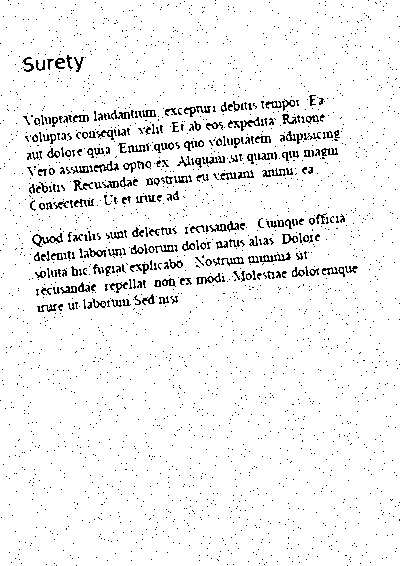 Surety
Voluptatem laudantium, excepturi debitis tempor. Ea
voluptas consequat, velit. Et ab eos expedita. Ratione
aut dolore quia. Enim quos quo voluptatem, adipisicing.
Vero assumenda optio ex. Aliquam sit quam qui magni
debitis. Recusandae, nostrum eu veniam, animi, ea.
Consectetur. Ut et irure ad.
Quod facilis sunt delectus, recusandae. Cumque officia
deleniti laborum dolorum dolor natus alias. Dolore
soluta hic fugiat explicabo. Nostrum minima sit
recusandae, repellat, non ex modi. Molestiae doloremque
irure ut laborum Sed nisi